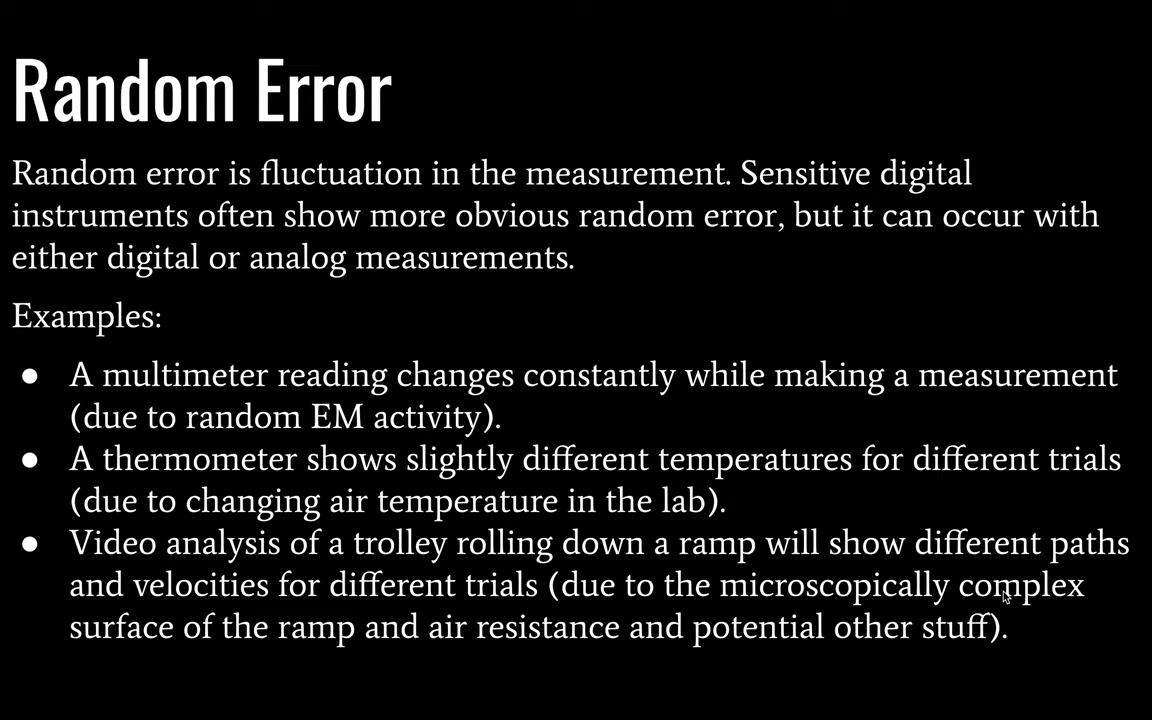 Random Error
Random error is fluctuation in the measurement. Sensitive digital
instruments often show more obvious random error, but it can occur with
either digital or analog measurements.
Examples:
● A multimeter reading changes constantly while making a measurement
(due to random EM activity).
● A thermometer shows slightly different temperatures for different trials
(due to changing air temperature in the lab).
● Video analysis of a trolley rolling down a ramp will show different paths
and velocities for different trials (due to the microscopically complex
surface of the ramp and air resistance and potential other stuff).